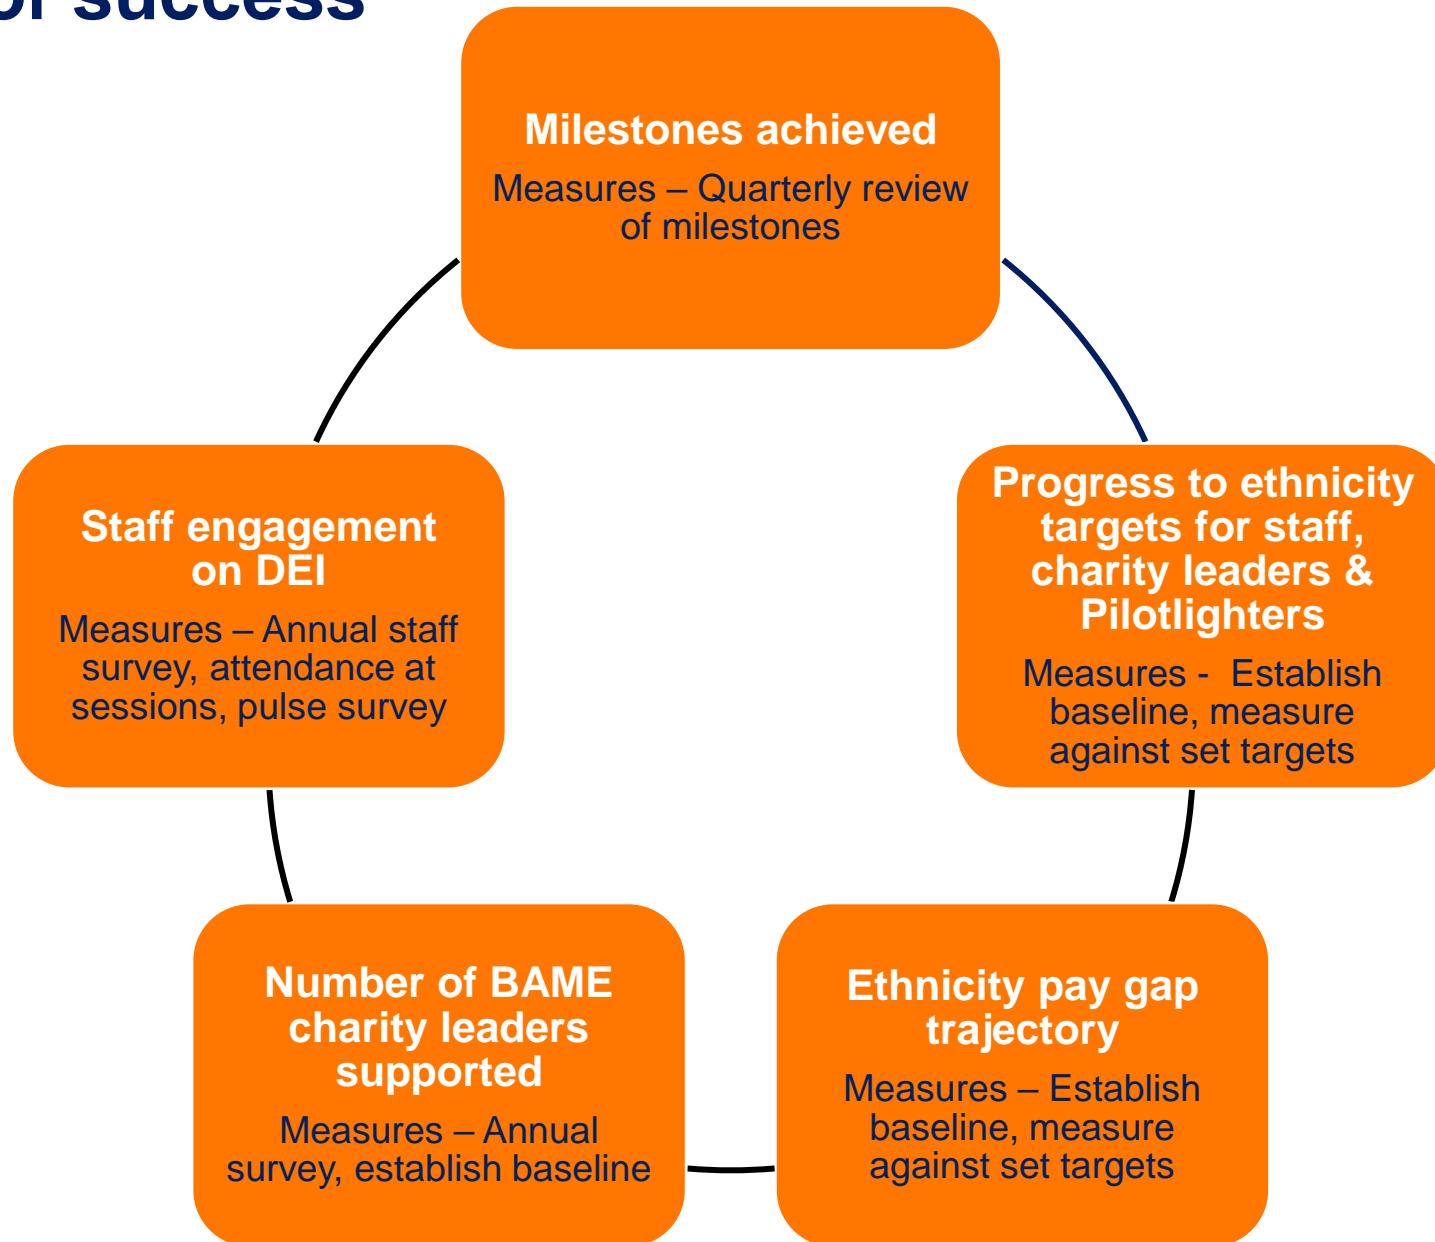 or success
Milestones achieved
Measures – Quarterly review
of milestones
Progress to ethnicity
targets for staff,
charity leaders &
Pilotlighters
Measures -  Establish
baseline, measure
against set targets
Ethnicity pay gap
trajectory
Measures – Establish
baseline, measure
against set targets
Number of BAME
charity leaders
supported
Measures – Annual
survey, establish baseline
Staff engagement
on DEI
Measures – Annual staff
survey, attendance at
sessions, pulse survey